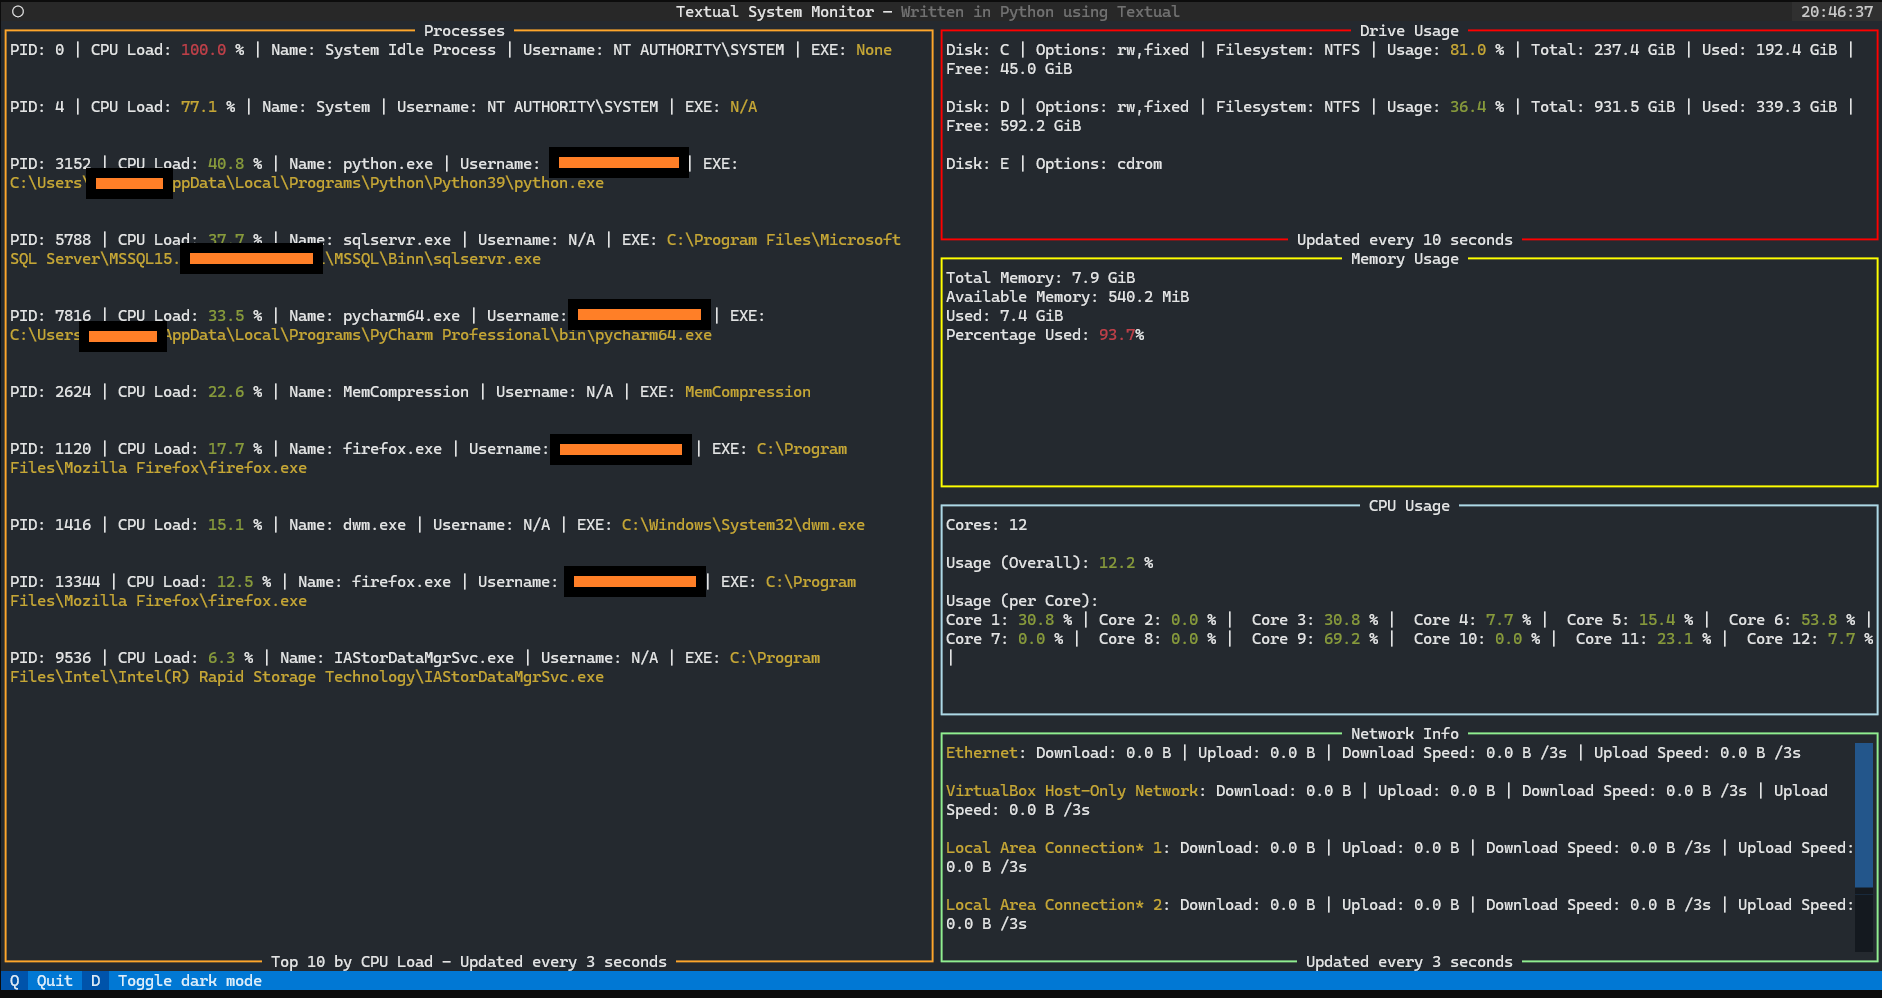 Textual System Monitor — Written in Python using Textual
20:46:37
Processes
PID: 0 | CPU Load: 100.0 % | Name: System Idle Process | Username: NT AUTHORITY\SYSTEM | EXE: None
PID: 4 | CPU Load: 77.1 % | Name: System | Username: NT AUTHORITY\SYSTEM | EXE: N/A
PID: 3152 | CPU Load: 40.8 % | Name: python.exe | Username: | EXE:
C:\Users\ppData\Local\Programs\Python\Python39\python.exe
PID: 5788 | CPU Load: 37.7 % | Name: sqlservr.exe | Username: N/A | EXE: C:\Program Files\Microsoft
SQL Server\MSSQL15. \MSSQL\Binn\sqlservr.exe
PID: 7816 | CPU Load: 33.5 % | Name: pycharm64.exe | Username: | EXE:
C:\Users AppData\Local\Programs\PyCharm Professional\bin\pycharm64.exe
PID: 2624 | CPU Load: 22.6 % | Name: MemCompression | Username: N/A | EXE: MemCompression
PID: 1120 | CPU Load: 17.7 % | Name: firefox.exe | Username: | EXE: C:\Program
Files\Mozilla Firefox\firefox.exe
PID: 1416 | CPU Load: 15.1 % | Name: dwm.exe | Username: N/A | EXE: C:\Windows\System32\dwm.exe
PID: 13344 | CPU Load: 12.5 % | Name: firefox.exe | Username: | EXE: C:\Program
Files\Mozilla Firefox\firefox.exe
PID: 9536 | CPU Load: 6.3 % | Name: IAStorDataMgrSvc.exe | Username: N/A | EXE: C:\Program
Files\Intel\Intel(R) Rapid Storage Technology\IAStorDataMgrSvc.exe
Top 10 by CPU Load - Updated every 3 seconds
Drive Usage
Disk: C | Options: rw,fixed | Filesystem: NTFS | Usage: 81.0 % | Total: 237.4 GiB | Used: 192.4 GiB |
Free: 45.0 GiB
Disk: D | Options: rw,fixed | Filesystem: NTFS | Usage: 36.4 % | Total: 931.5 GiB | Used: 339.3 GiB |
Free: 592.2 GiB
Disk: E | Options: cdrom
Updated every 10 seconds
Memory Usage
Total Memory: 7.9 GiB
Available Memory: 540.2 MiB
Used: 7.4 GiB
Percentage Used: 93.7%
CPU Usage
Cores: 12
Usage (Overall): 12.2 %
Usage (per Core):
Core 1: 30.8 % | Core 2: 0.0 % | Core 3: 30.8 % | Core 4: 7.7 % | Core 5: 15.4 % | Core 6: 53.8 % |
Core 7: 0.0 % | Core 8: 0.0 % | Core 9: 69.2 % | Core 10: 0.0 % | Core 11: 23.1 % | Core 12: 7.7 %
|
Network Info
Ethernet: Download: 0.0 B | Upload: 0.0 B | Download Speed: 0.0 B /3s | Upload Speed: 0.0 B /3s
VirtualBox Host-Only Network: Download: 0.0 B | Upload: 0.0 B | Download Speed: 0.0 B /3s | Upload
Speed: 0.0 B /3s
Local Area Connection* 1: Download: 0.0 B | Upload: 0.0 B | Download Speed: 0.0 B /3s | Upload Speed:
0.0 B /3s
Local Area Connection* 2: Download: 0.0 B | Upload: 0.0 B | Download Speed: 0.0 B /3s | Upload Speed:
0.0 B /3s
Updated every 3 seconds
Q Quit D Toggle dark mode